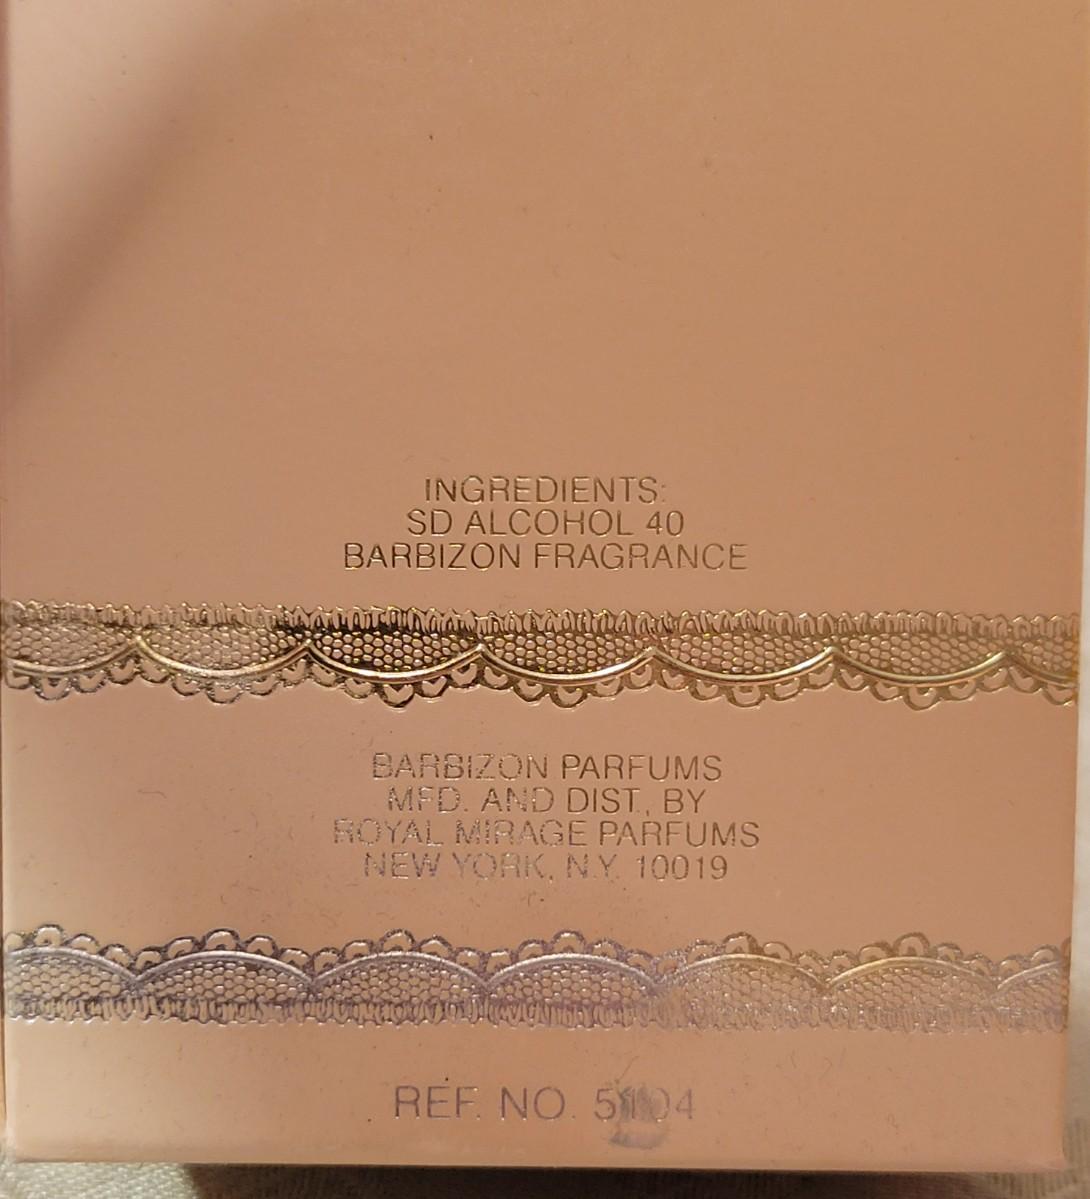 INGREDIENTS:
SD ALCOHOL 40
BARBIZON FRAGRANCE
BARBIZON PARFUMS
MFD. AND DIST., BY
ROYAL MIRAGE PARFUMS
NEW YORK, N.Y. 10019
REF. NO.